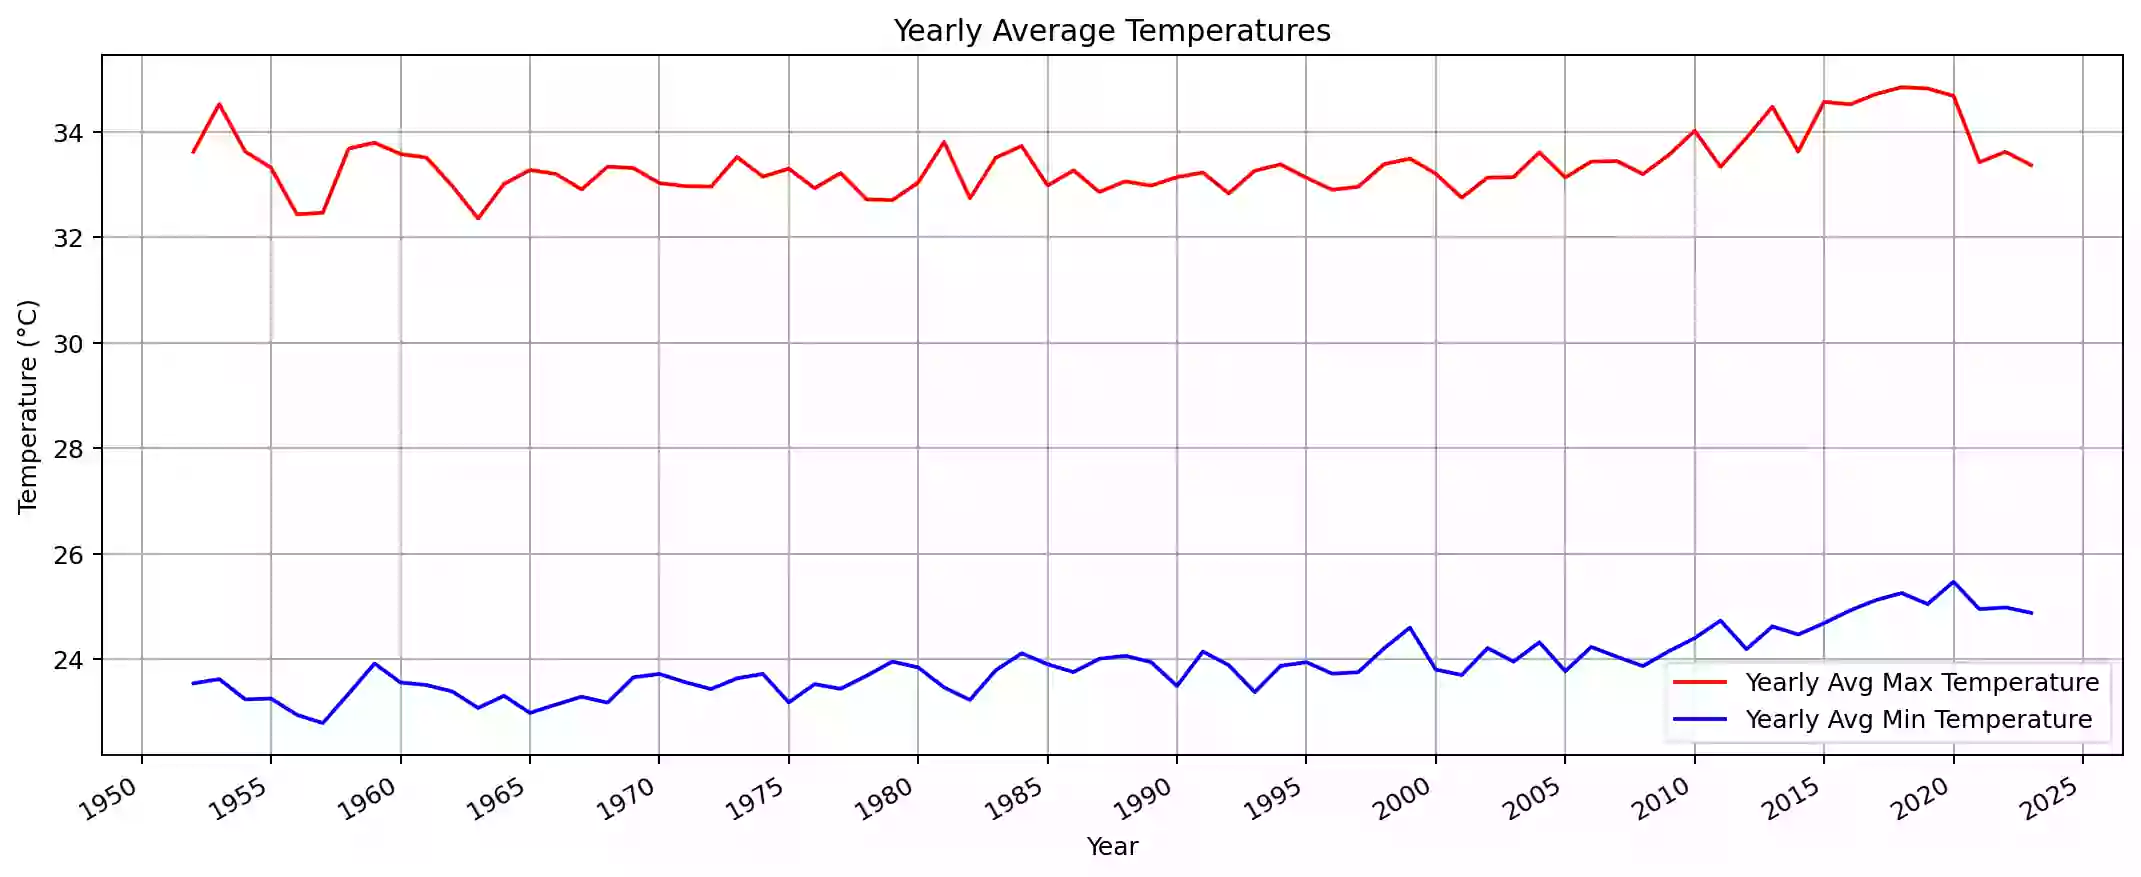 Yearly Average Temperatures
34
32
30
28
26
24
Temperature (°C)
Yearly Avg Max Temperature
Yearly Avg Min Temperature
1950 1955 1960 1965 1970 1975 1980 1985 1990 1995 2000 2005 2010 2015 2020 2025
Year